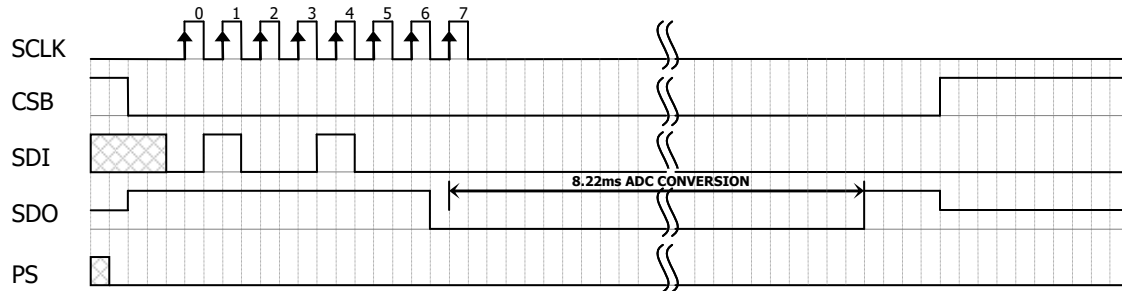 0 1 2 3 4 5 6 7
SCLK
CSB
SDI
8.22ms ADC CONVERSION
SDO
PS